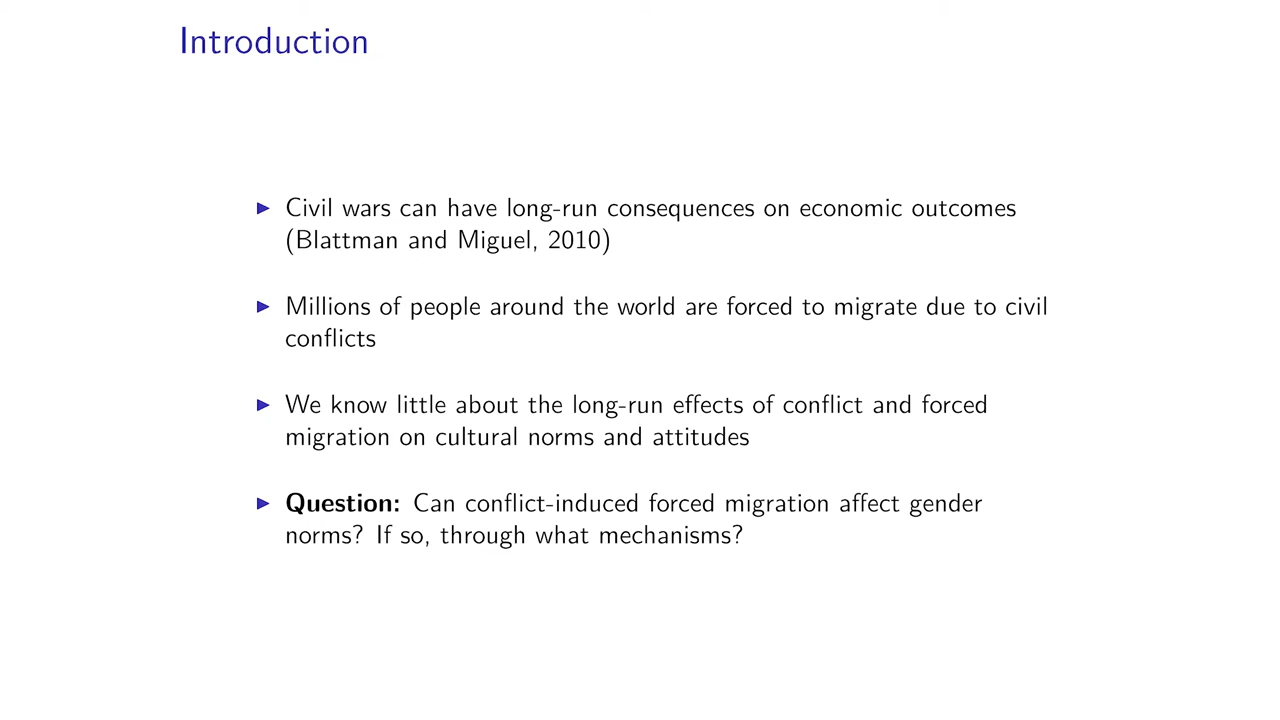 Introduction
▶ Civil wars can have long-run consequences on economic outcomes
(Blattman and Miguel, 2010)
▶ Millions of people around the world are forced to migrate due to civil
conflicts
▶ We know little about the long-run effects of conflict and forced
migration on cultural norms and attitudes
▶ Question: Can conflict-induced forced migration affect gender
norms? If so, through what mechanisms?